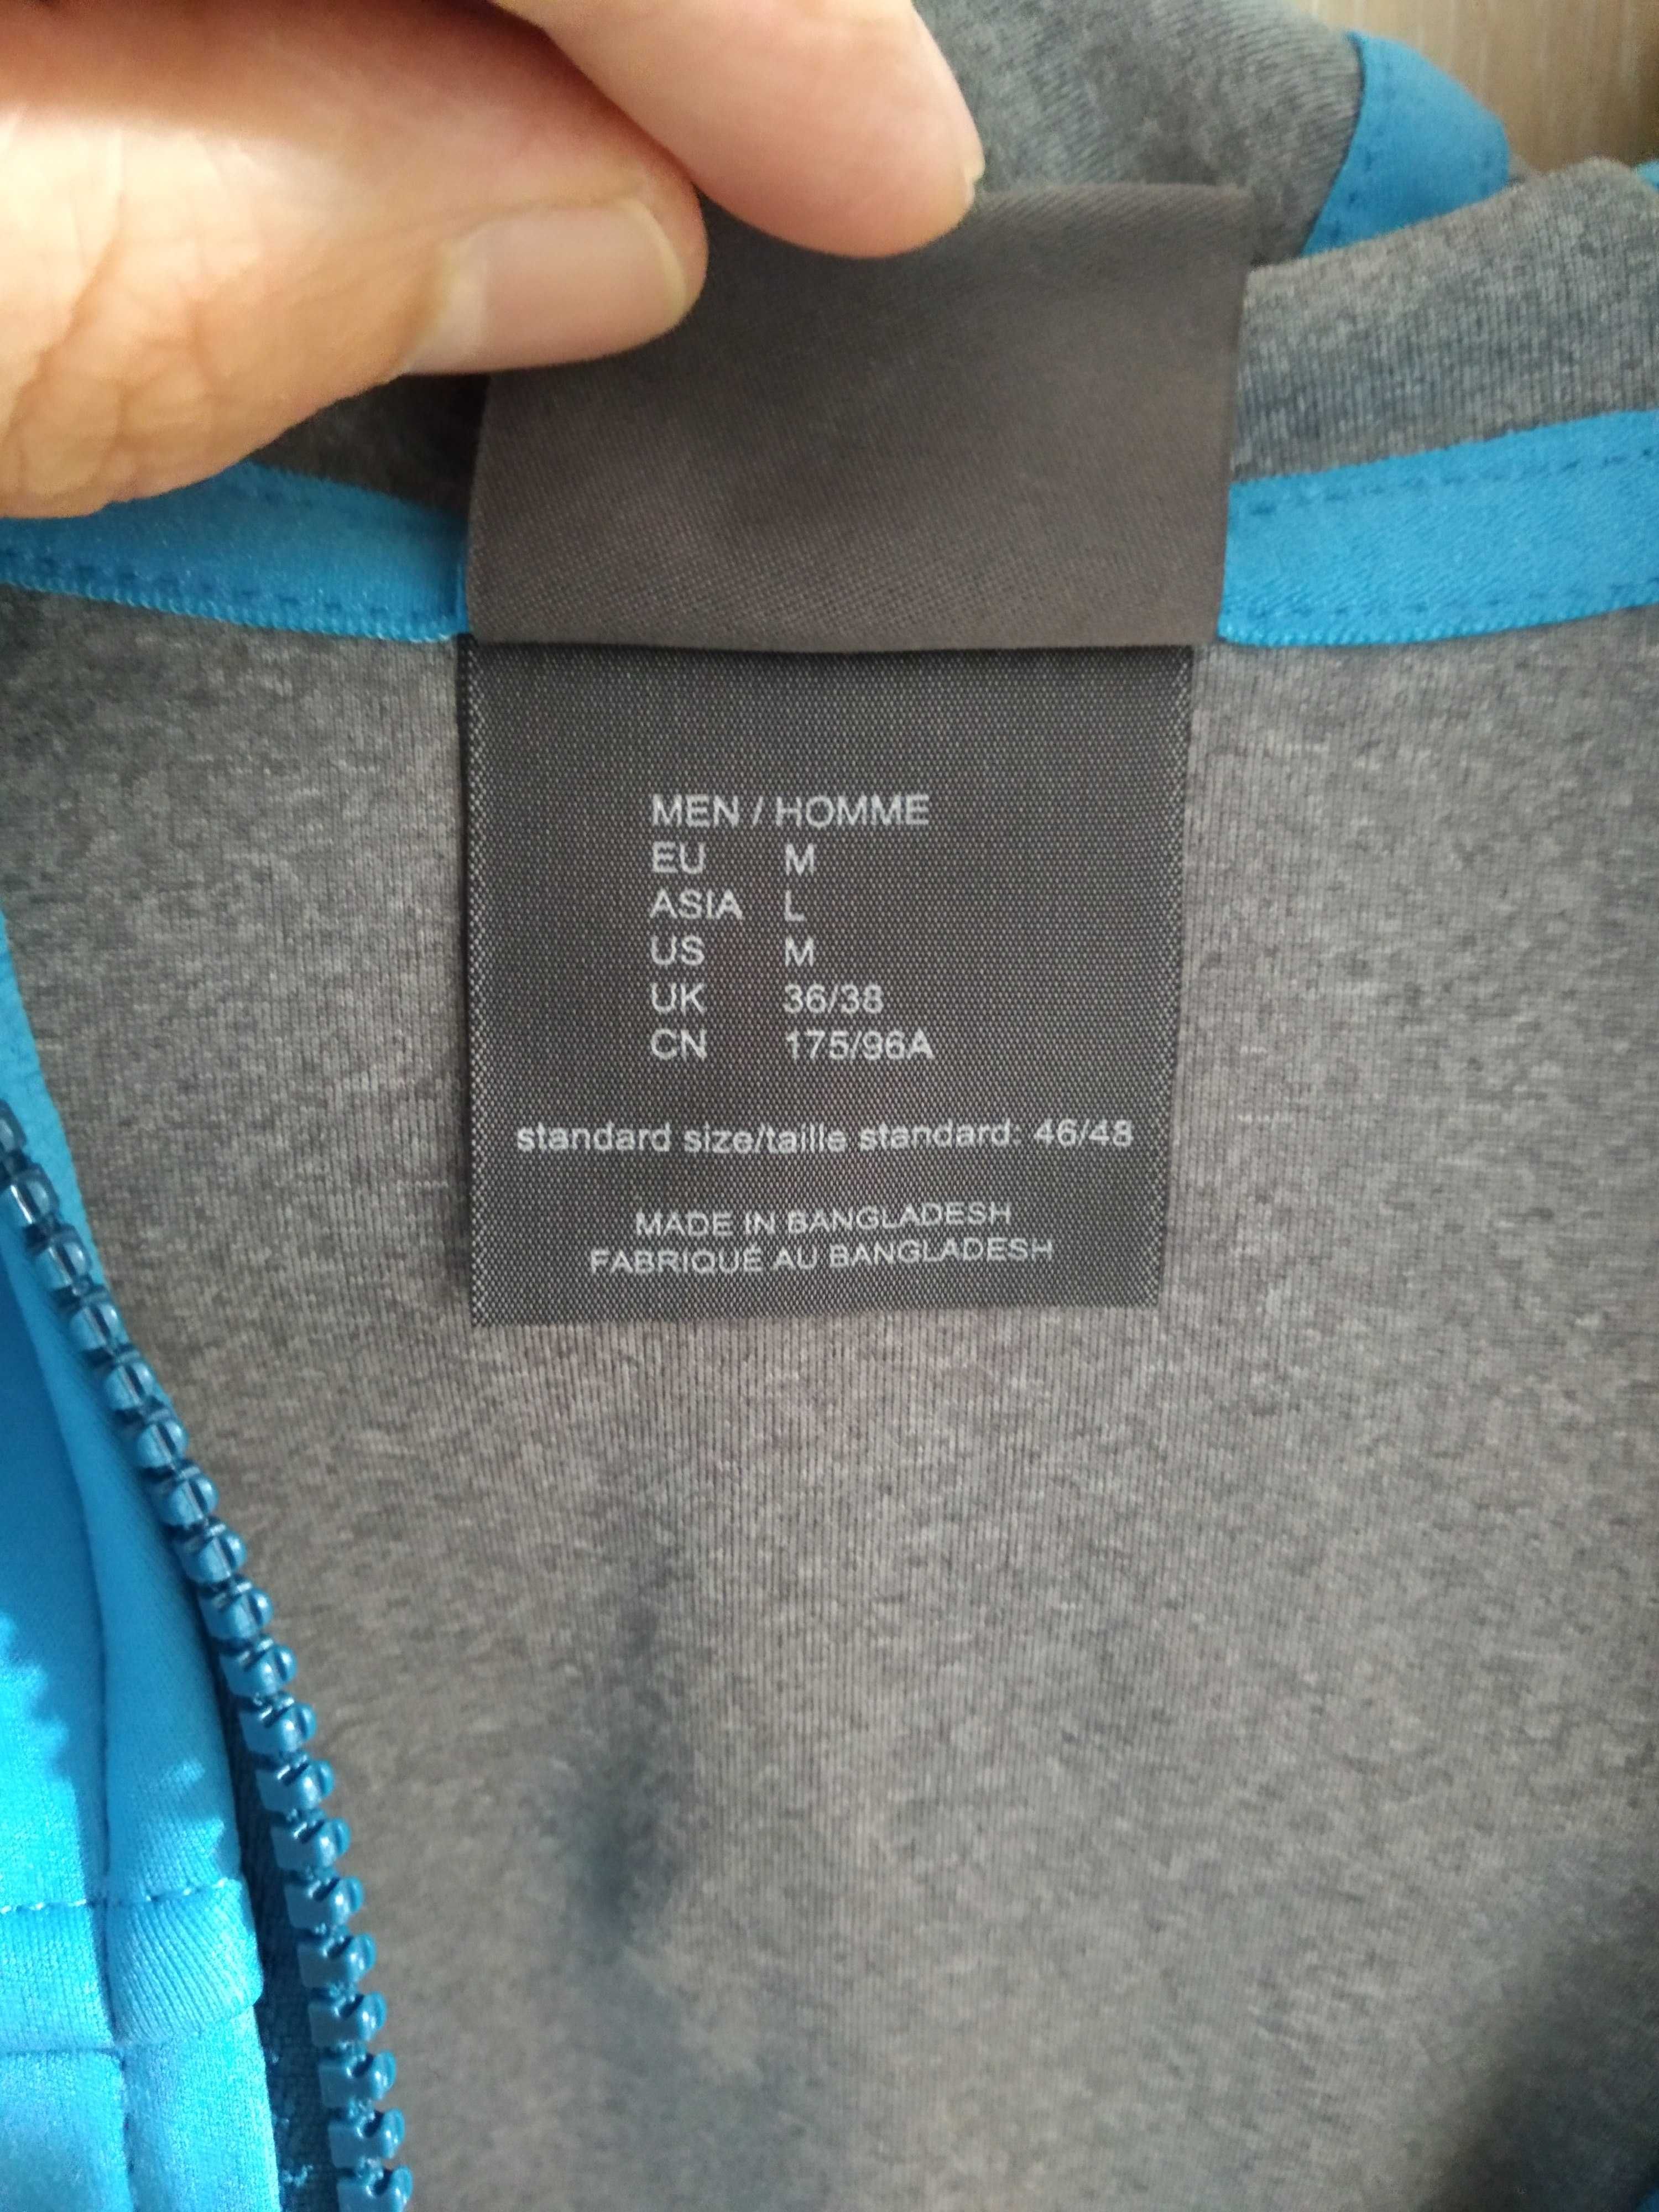 MEN / HOMME
EU M
ASIA L
US M
UK 36/38
CN 175/96A
standard size/taille standard: 46/48
MADE IN BANGLADESH
FABRIQUÉ AU BANGLADESH